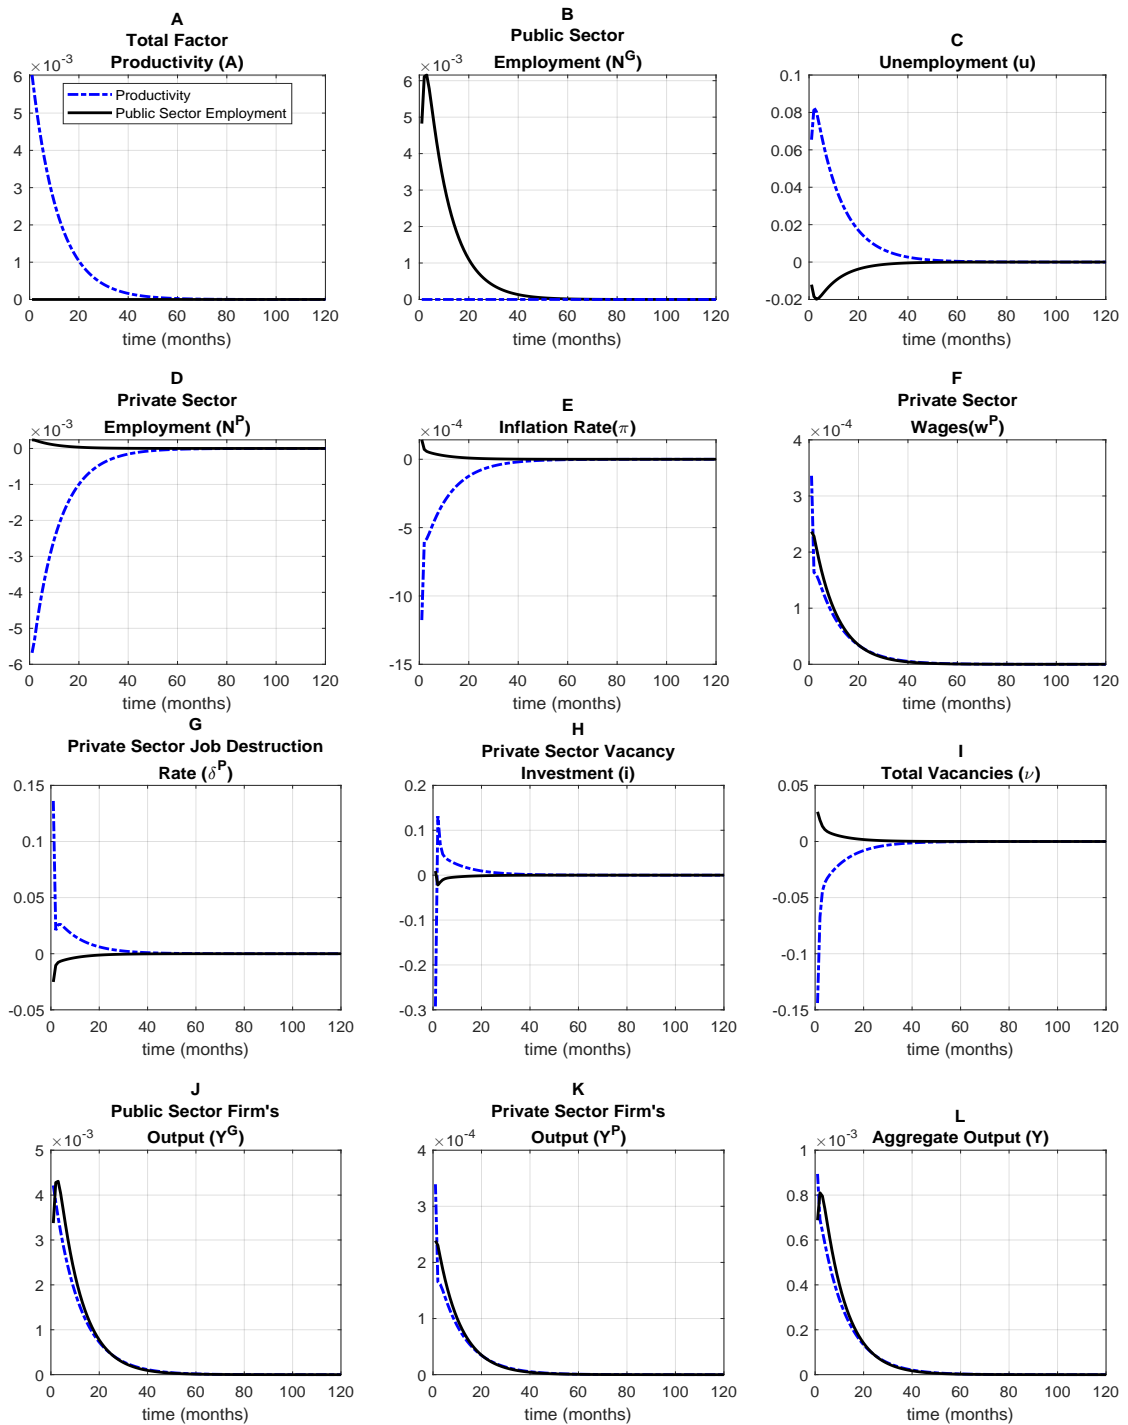 A
Total Factor
Productivity (A)
×10^-3
6
5
4
3
2
1
0
Productivity
Public Sector Employment
0 20 40 60 80 100 120
time (months)
B
Public Sector
Employment (N^G)
×10^-3
6
5
4
3
2
1
0
0 20 40 60 80 100 120
time (months)
C
Unemployment (u)
0.1
0.08
0.06
0.04
0.02
0
-0.02
0 20 40 60 80 100 120
time (months)
D
Private Sector
Employment (N^P)
×10^-3
0
-1
-2
-3
-4
-5
-6
0 20 40 60 80 100 120
time (months)
E
Inflation Rate(π)
×10^-4
0
-5
-10
-15
0 20 40 60 80 100 120
time (months)
F
Private Sector
Wages(w^P)
×10^-4
4
3
2
1
0
0 20 40 60 80 100 120
time (months)
G
Private Sector Job Destruction
Rate (δ^P)
0.15
0.1
0.05
0
-0.05
0 20 40 60 80 100 120
time (months)
H
Private Sector Vacancy
Investment (i)
0.2
0.1
0
-0.1
-0.2
-0.3
0 20 40 60 80 100 120
time (months)
I
Total Vacancies (ν)
0.05
0
-0.05
-0.1
-0.15
0 20 40 60 80 100 120
time (months)
J
Public Sector Firm's
Output (Y^G)
×10^-3
5
4
3
2
1
0
0 20 40 60 80 100 120
time (months)
K
Private Sector Firm's
Output (Y^P)
×10^-4
4
3
2
1
0
0 20 40 60 80 100 120
time (months)
L
Aggregate Output (Y)
×10^-3
1
0.8
0.6
0.4
0.2
0
0 20 40 60 80 100 120
time (months)